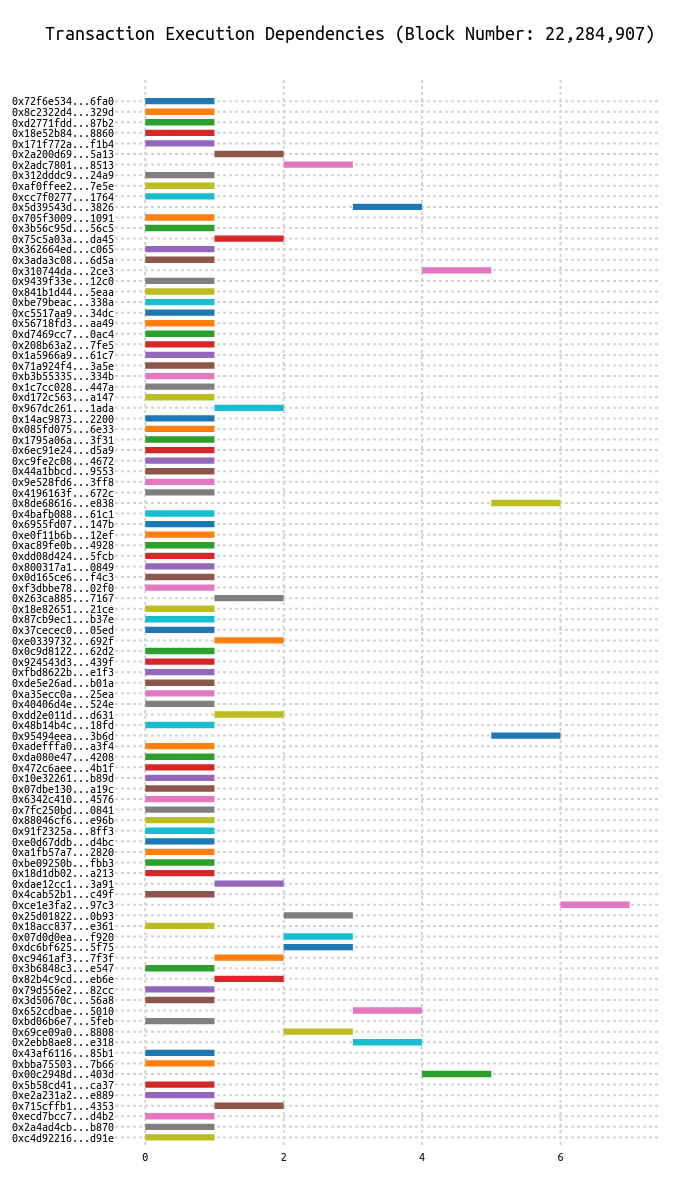 Transaction Execution Dependencies (Block Number: 22,284,907)
0x72f6e534...6fa0
0x8c2322d4...329d
0xd2771fdd...87b2
0x18e52b84...8860
0x171f772a...f1b4
0x2a200d69...5a13
0x2adc7801...8513
0x312dddc9...24a9
0xaf0ffee2...7e5e
0xcc7f0277...1764
0x5d39543d...3826
0x705f3009...1091
0x3b56c95d...56c5
0x75c5a03a...da45
0x362664ed...c065
0x3ada3c08...6d5a
0x310744da...2ce3
0x9439f33e...12c0
0x841b1d44...5eaa
0xbe79beac...338a
0xc5517aa9...34dc
0x56718fd3...aa49
0xd7469cc7...0ac4
0x208b63a2...7fe5
0x1a5966a9...61c7
0x71a924f4...3a5e
0xb3b55335...334b
0x1c7cc028...447a
0xd172c563...a147
0x967dc261...1ada
0x14ac9873...2200
0x085fd075...6e33
0x1795a06a...3f31
0x6ec91e24...d5a9
0xc9fe2c08...4672
0x44a1bbcd...9553
0x9e528fd6...3ff8
0x4196163f...672c
0x8de68616...e838
0x4bafb088...61c1
0x6955fd07...147b
0xe0f11b6b...12ef
0xac89fe0b...4928
0xdd08d424...5fcb
0x800317a1...0849
0x0d165ce6...f4c3
0xf3dbbe78...02f0
0x263ca885...7167
0x18e82651...21ce
0x87cb9ec1...b37e
0x37cecec0...05ed
0xe0339732...692f
0x0c9d8122...62d2
0x924543d3...439f
0xfbd8622b...e1f3
0xde5e26ad...b01a
0xa35ecc0a...25ea
0x40406d4e...524e
0xdd2e011d...d631
0x48b14b4c...18fd
0x95494eea...3b6d
0xadefffa0...a3f4
0xda080e47...4208
0x472c6aee...4b1f
0x10e32261...b89d
0x07dbe130...a19c
0x6342c410...4576
0x7fc250bd...0841
0x88046cf6...e96b
0x91f2325a...8ff3
0xe0d67ddb...d4bc
0xa1fb57a7...2820
0xbe09250b...fbb3
0x18d1db02...a213
0xdae12cc1...3a91
0x4cab52b1...c49f
0xce1e3fa2...97c3
0x25d01822...0b93
0x18acc837...e361
0x07d0d0ea...f920
0xdc6bf625...5f75
0xc9461af3...7f3f
0x3b6848c3...e547
0x82b4c9cd...eb6e
0x79d556e2...82cc
0x3d50670c...56a8
0x652cdbae...5010
0xbd06b6e7...5feb
0x69ce09a0...8808
0x2ebb8ae8...e318
0x43af6116...85b1
0xbba75503...7b66
0x00c2948d...403d
0x5b58cd41...ca37
0xe2a231a2...e889
0x715cffb1...4353
0xecd7bcc7...d4b2
0x2a4ad4cb...b870
0xc4d92216...d91e
0 2 4 6